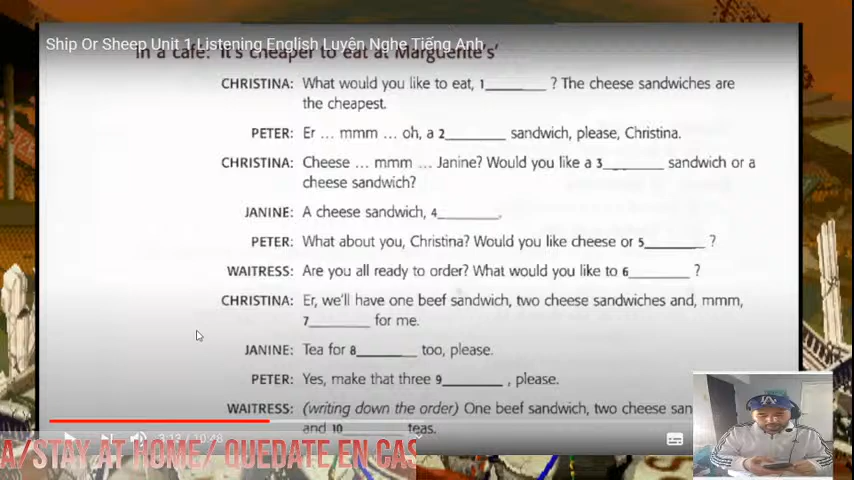 Ship Or Sheep Unit 1 Listening English Luyện Nghe Tiếng Anh
In a café: 'It's cheaper to eat at Marguerite's'
CHRISTINA: What would you like to eat, 1________ ? The cheese sandwiches are
the cheapest.
PETER: Er ... mmm ... oh, a 2________ sandwich, please, Christina.
CHRISTINA: Cheese ... mmm ... Janine? Would you like a 3________ sandwich or a
cheese sandwich?
JANINE: A cheese sandwich, 4________.
PETER: What about you, Christina? Would you like cheese or 5________ ?
WAITRESS: Are you all ready to order? What would you like to 6________ ?
CHRISTINA: Er, we'll have one beef sandwich, two cheese sandwiches and, mmm,
7________ for me.
JANINE: Tea for 8________ too, please.
PETER: Yes, make that three 9________ , please.
WAITRESS: (writing down the order) One beef sandwich, two cheese san
and 10________ teas.
3:13 / 10:48
A/STAY AT HOME/ QUEDATE EN CAS
LA